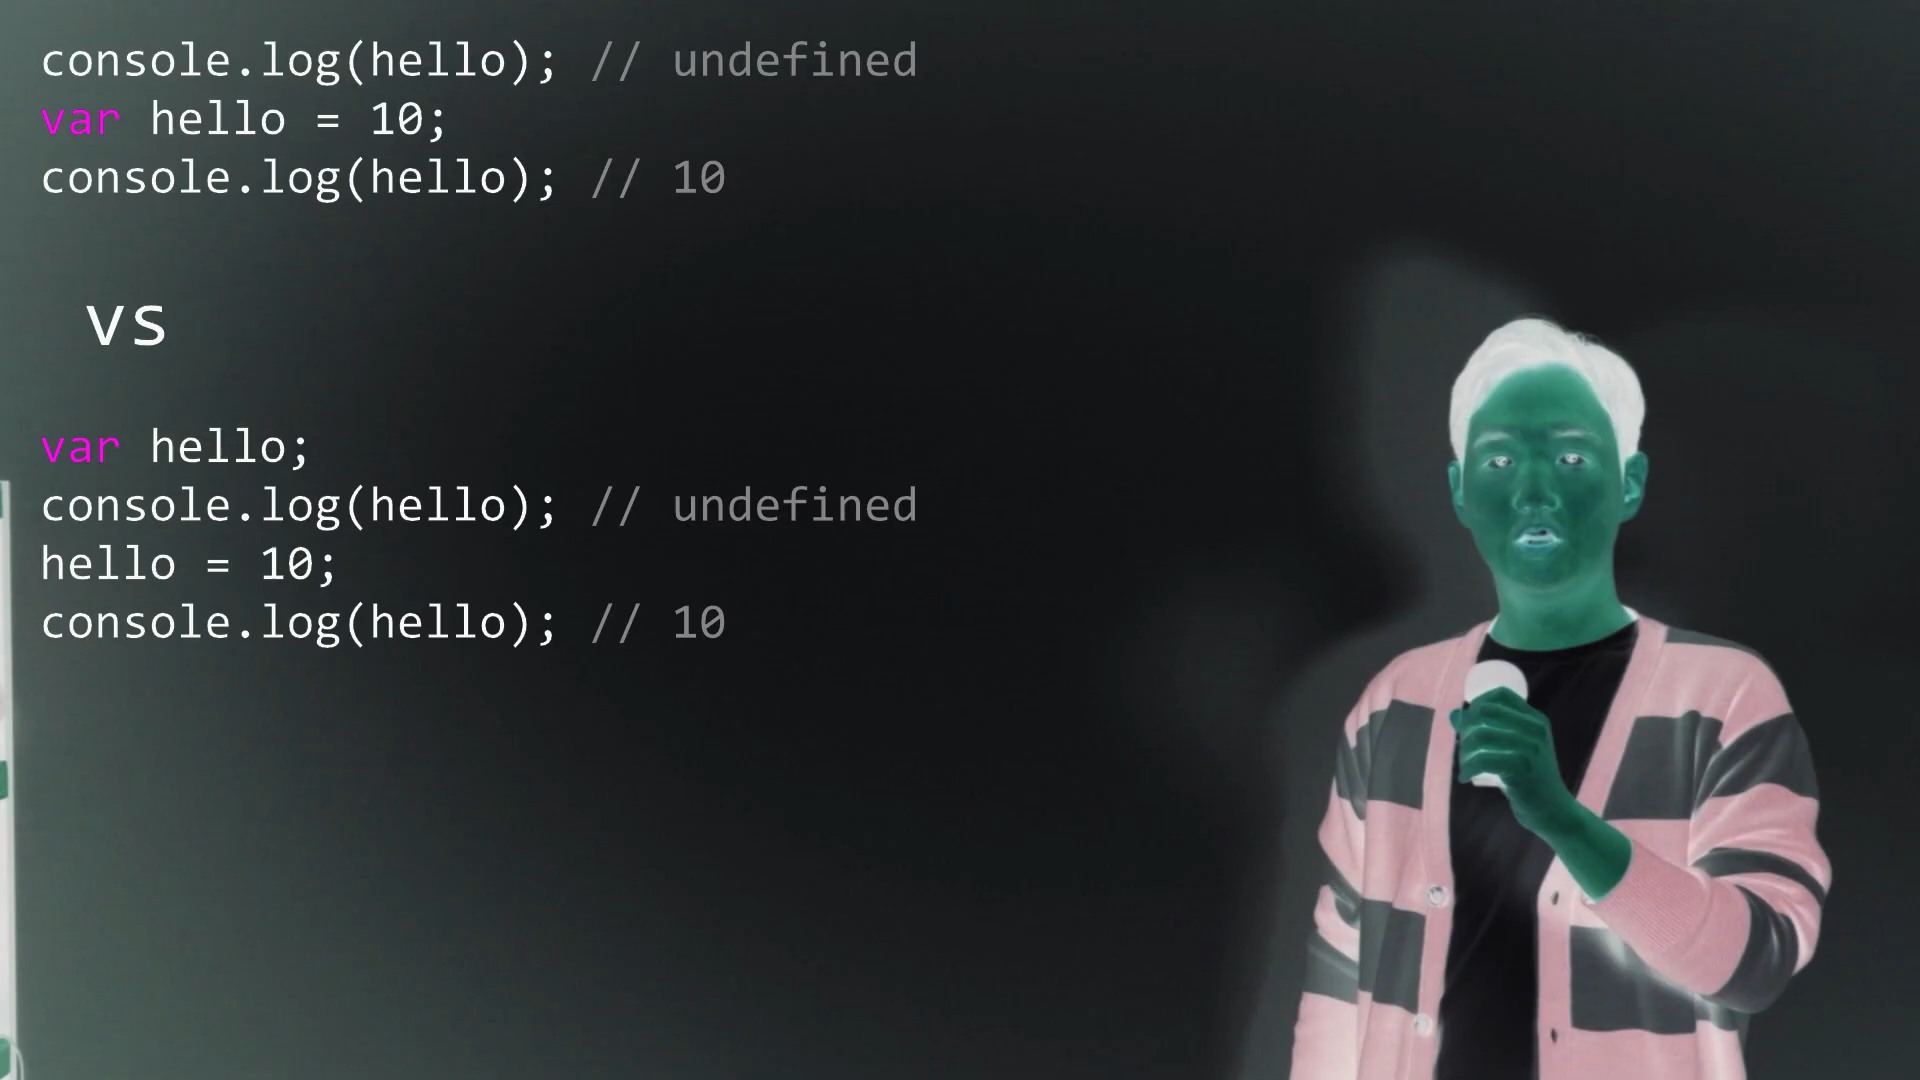 console.log(hello); // undefined
var hello = 10;
console.log(hello); // 10
vs
var hello;
console.log(hello); // undefined
hello = 10;
console.log(hello); // 10